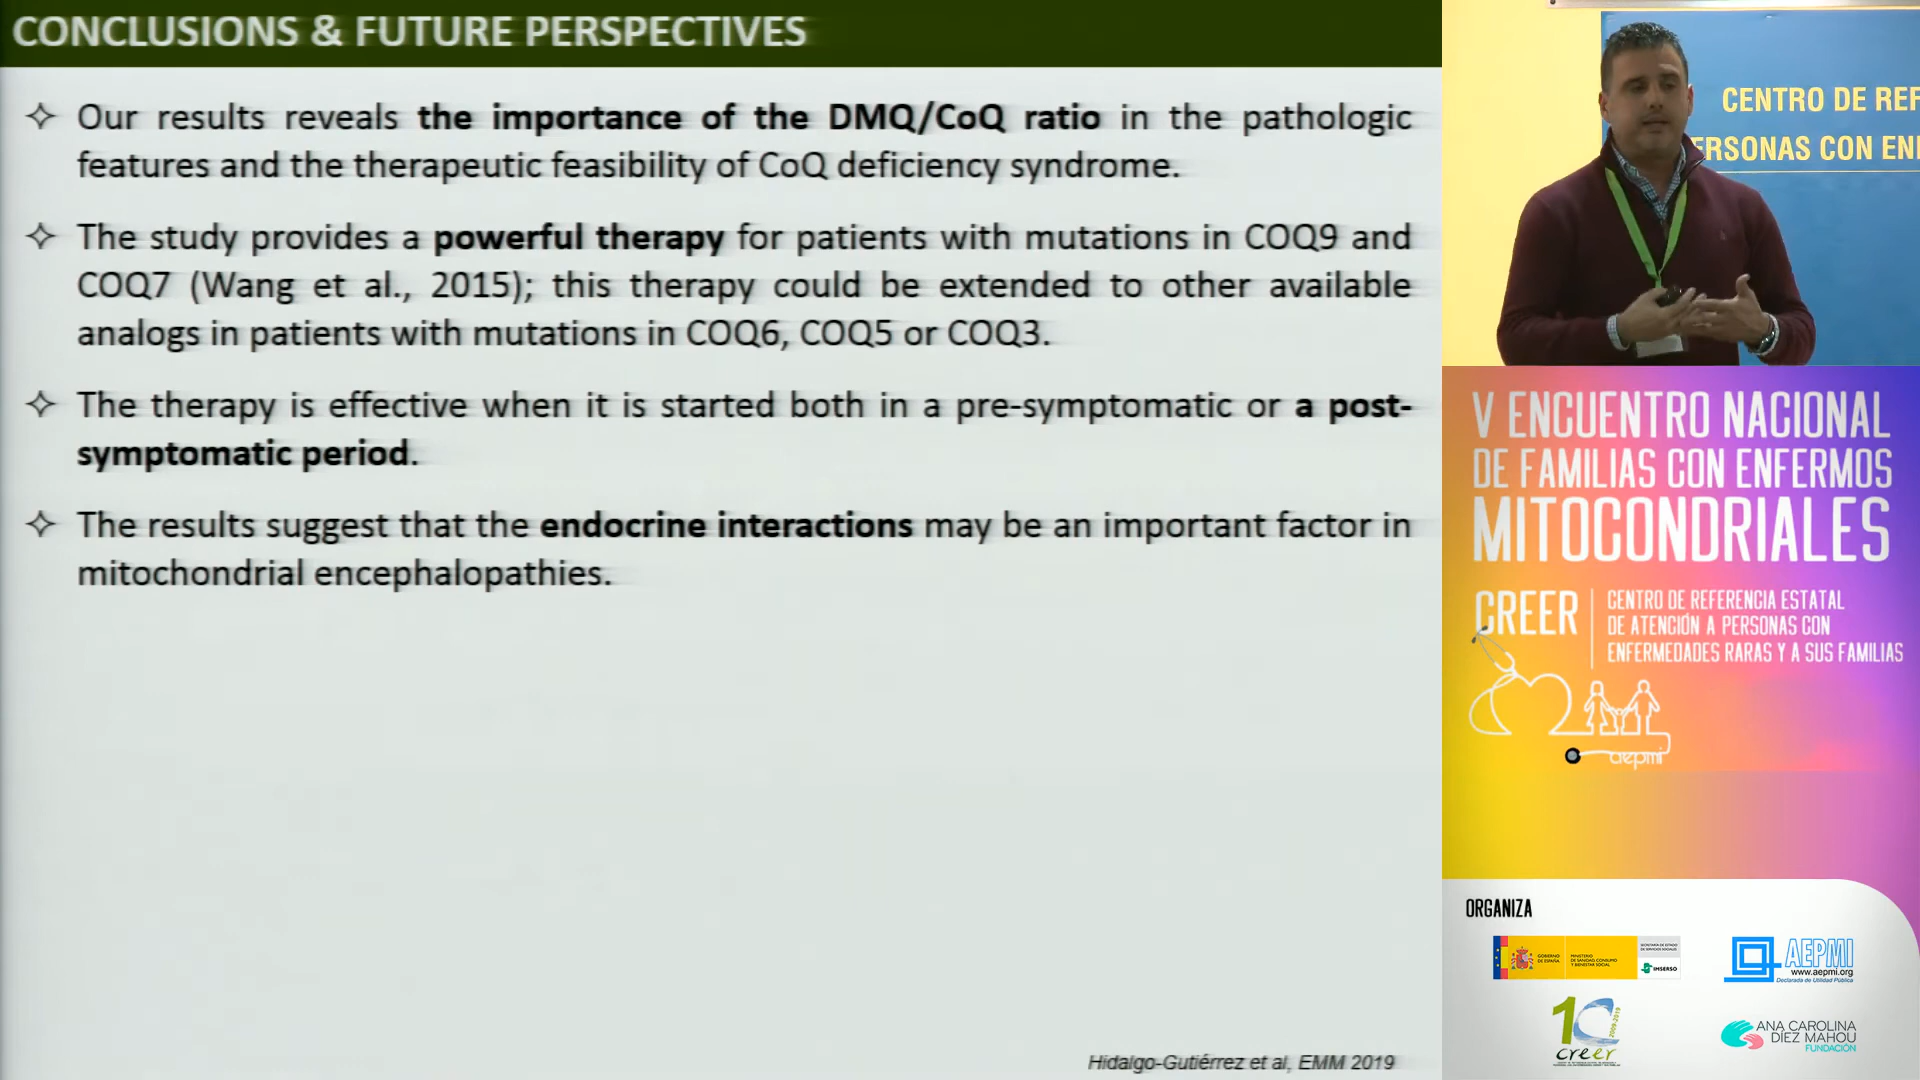 CONCLUSIONS & FUTURE PERSPECTIVES
Our results reveals the importance of the DMQ/CoQ ratio in the pathologic
features and the therapeutic feasibility of CoQ deficiency syndrome.
The study provides a powerful therapy for patients with mutations in COQ9 and
COQ7 (Wang et al., 2015); this therapy could be extended to other available
analogs in patients with mutations in COQ6, COQ5 or COQ3.
The therapy is effective when it is started both in a pre-symptomatic or a post-
symptomatic period.
The results suggest that the endocrine interactions may be an important factor in
mitochondrial encephalopathies.
Hidalgo-Gutiérrez et al, EMM 2019
CENTRO DE REF
ERSONAS CON EN
V ENCUENTRO NACIONAL
DE FAMILIAS CON ENFERMOS
MITOCONDRIALES
CREER
CENTRO DE REFERENCIA ESTATAL
DE ATENCIÓN A PERSONAS CON
ENFERMEDADES RARAS Y A SUS FAMILIAS
aepmi
ORGANIZA
GOBIERNO
DE ESPAÑA
MINISTERIO
DE SANIDAD, CONSUMO
Y BIENESTAR SOCIAL
SECRETARÍA DE ESTADO
DE SERVICIOS SOCIALES
IMSERSO
AEPMI
www.aepmi.org
Declarada de Utilidad Pública
10
2009-2019
creer
ANA CAROLINA
DÍEZ MAHOU
FUNDACIÓN